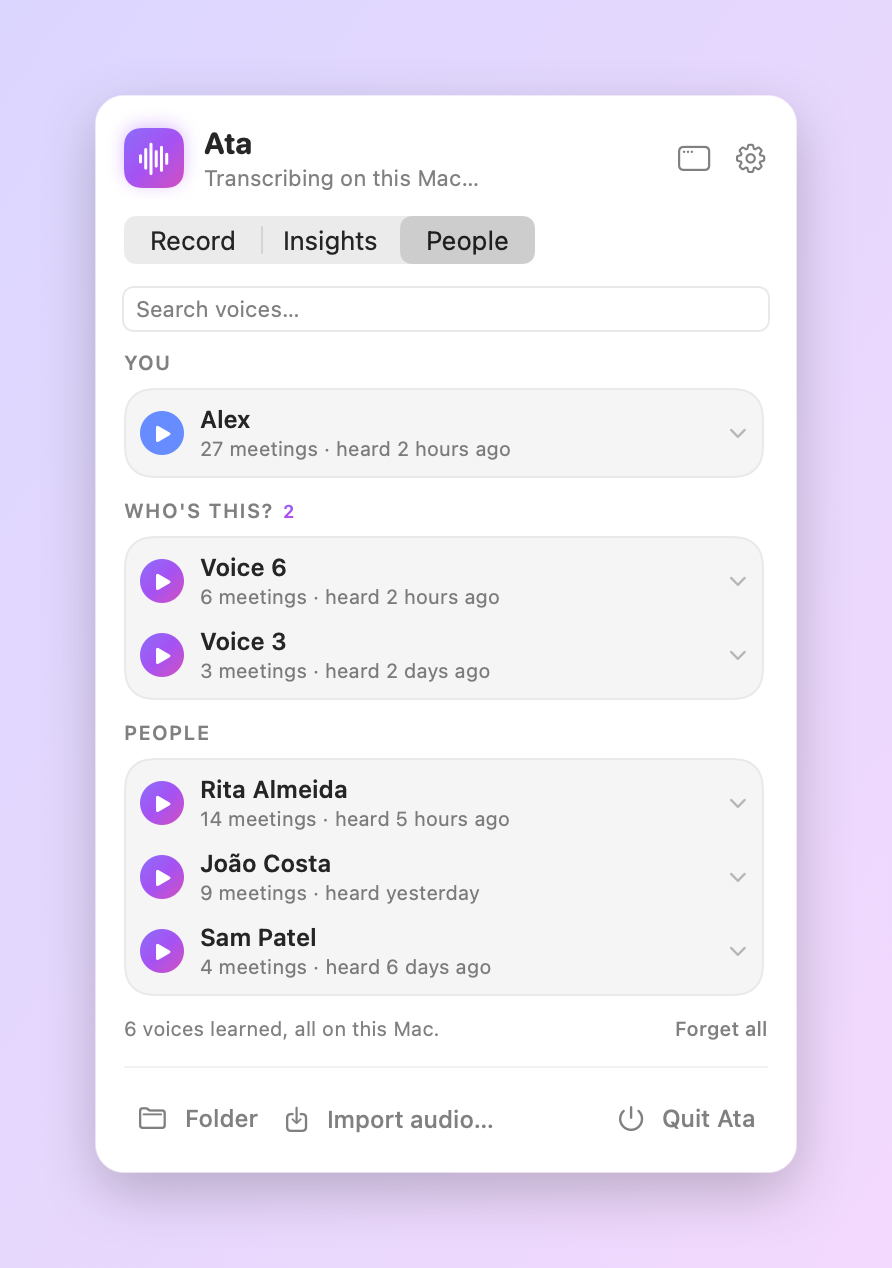 Ata
Transcribing on this Mac...
Record Insights People
Search voices...
YOU
Alex
27 meetings · heard 2 hours ago
WHO'S THIS? 2
Voice 6
6 meetings · heard 2 hours ago
Voice 3
3 meetings · heard 2 days ago
PEOPLE
Rita Almeida
14 meetings · heard 5 hours ago
João Costa
9 meetings · heard yesterday
Sam Patel
4 meetings · heard 6 days ago
6 voices learned, all on this Mac. Forget all
Folder Import audio... Quit Ata